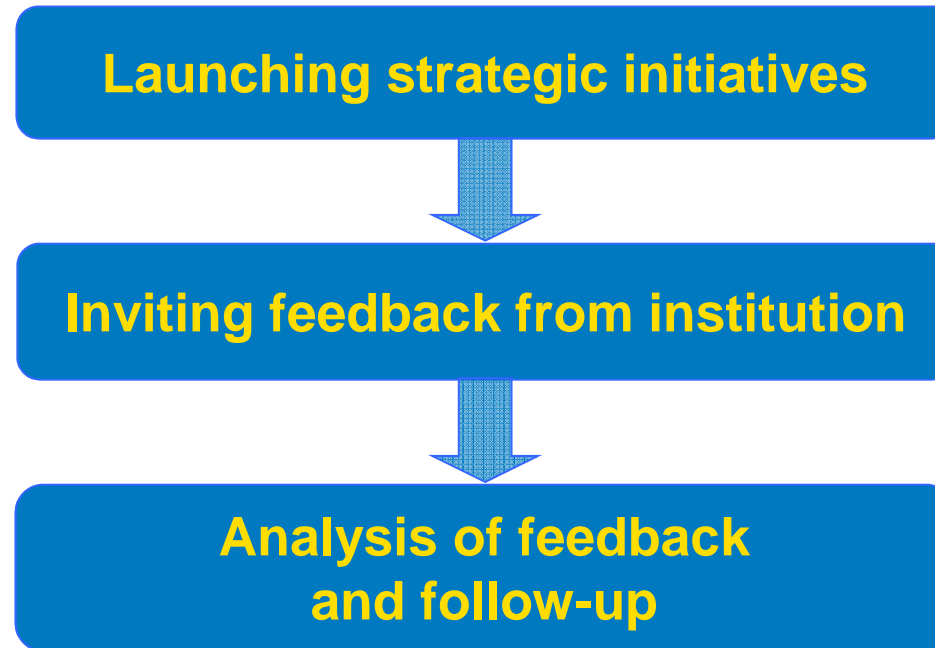 Launching strategic initiatives
Inviting feedback from institution
Analysis of feedback
and follow-up